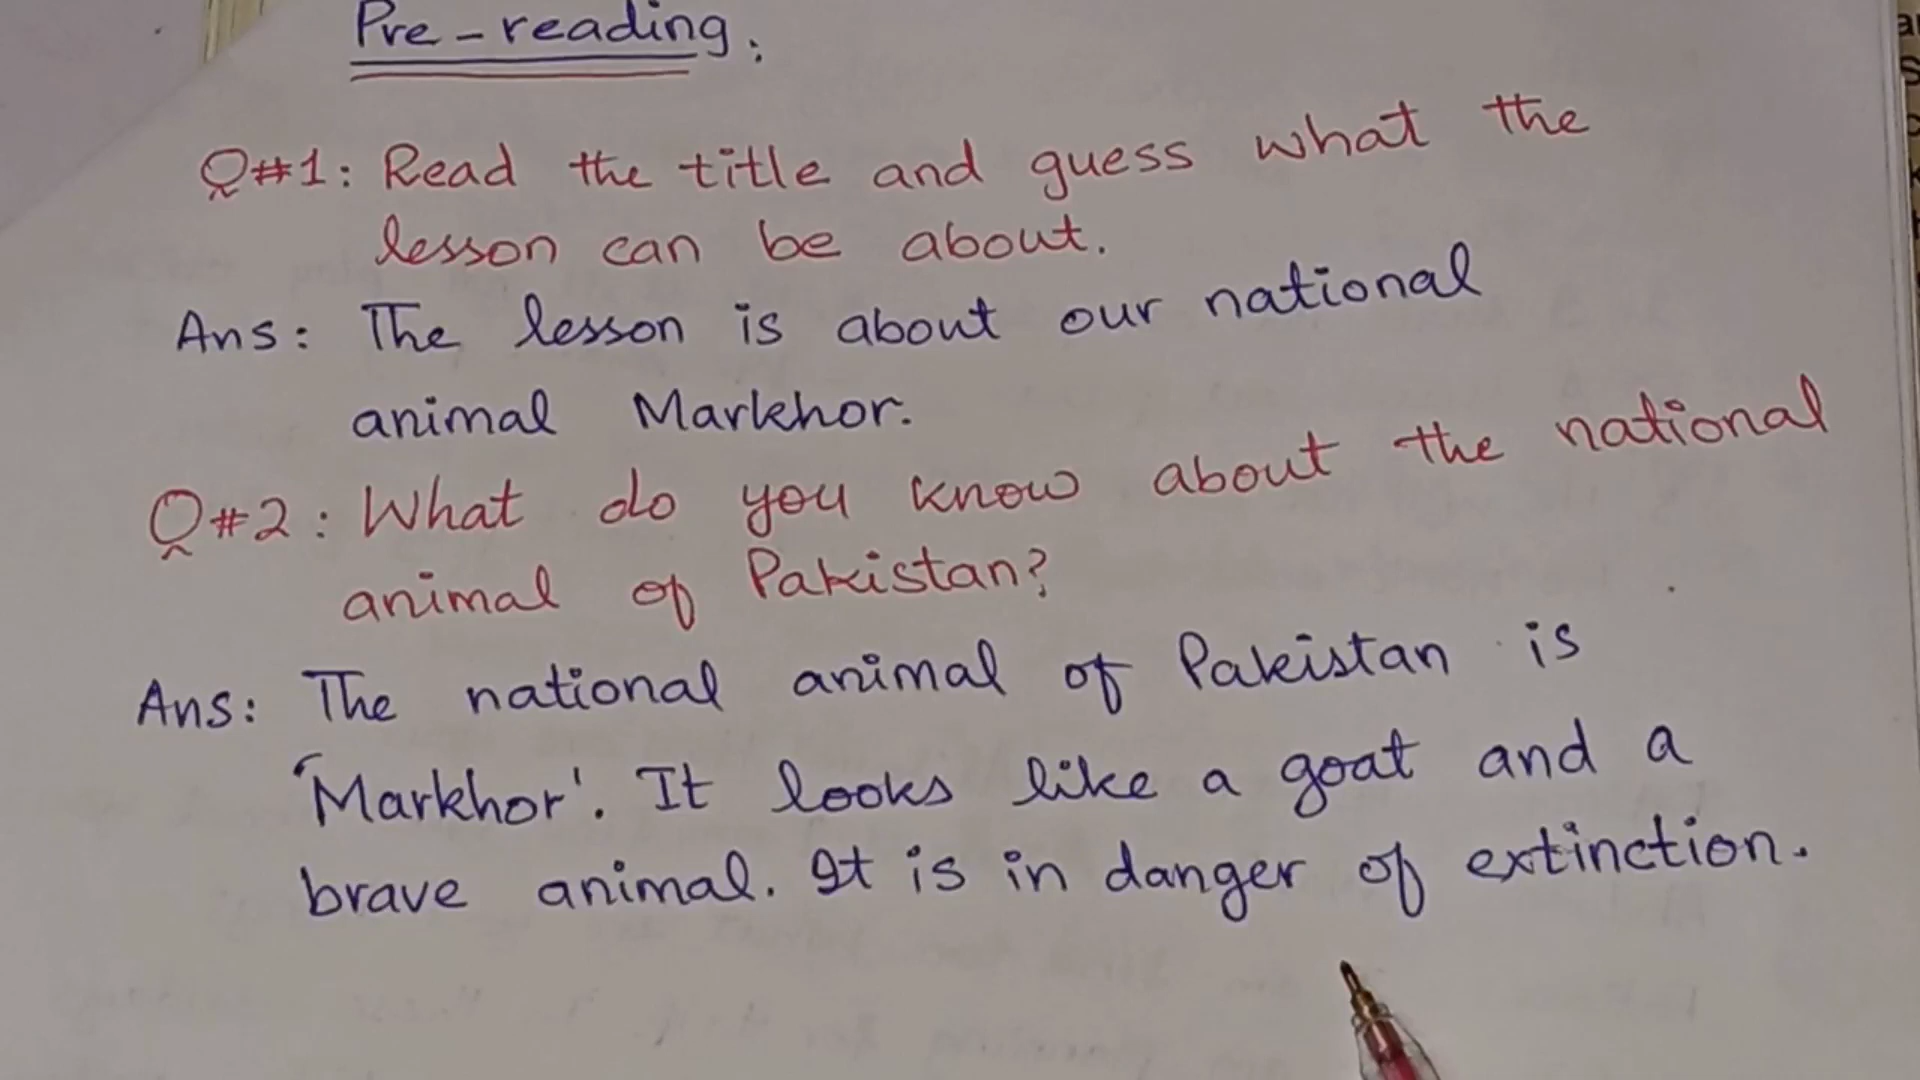 Pre-reading:
Q#1: Read the title and guess what the
lesson can be about.
Ans: The lesson is about our national
animal Markhor.
Q#2: What do you know about the national
animal of Pakistan?
Ans: The national animal of Pakistan is
'Markhor'. It looks like a goat and a
brave animal. It is in danger of extinction.